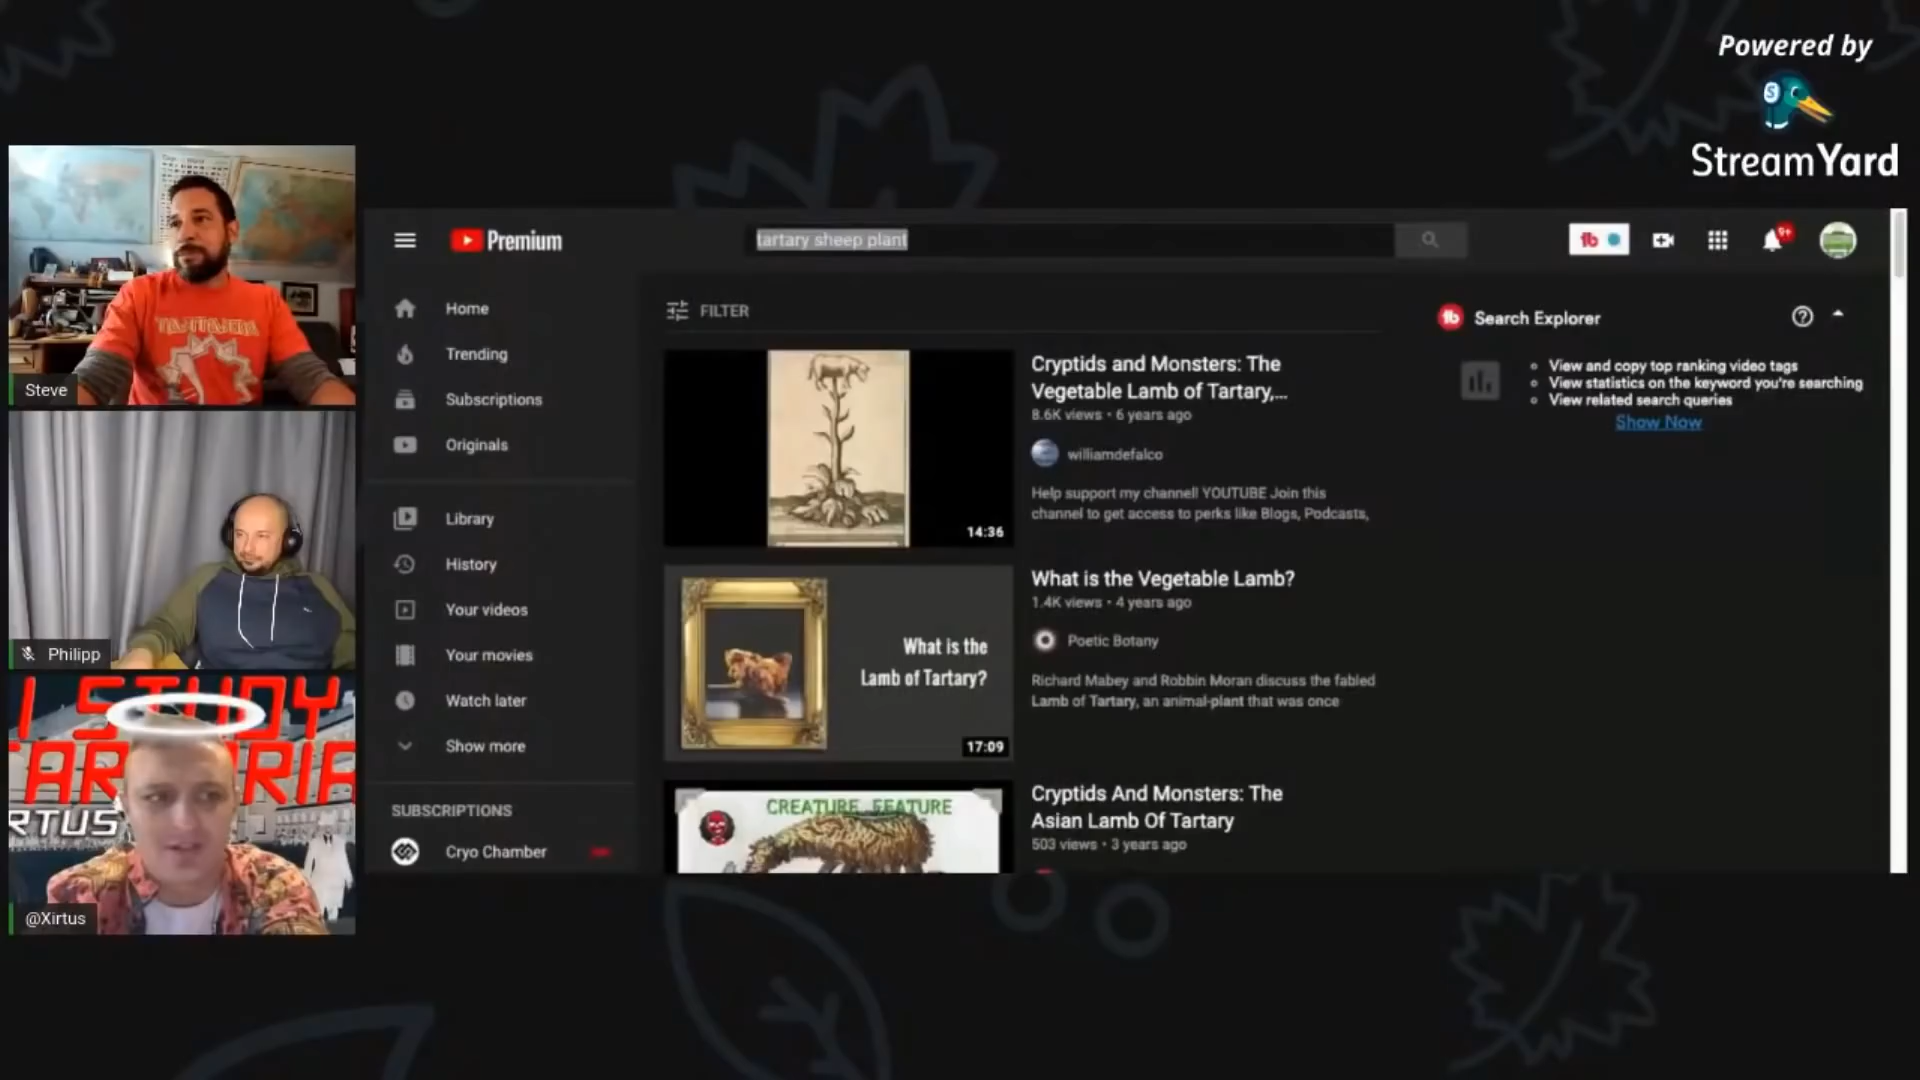 Powered by
StreamYard
Steve
Philipp
I STUDY
TARTARIA
@Xirtus
Premium
tartary sheep plant
9+
Home
Trending
Subscriptions
Originals
Library
History
Your videos
Your movies
Watch later
Show more
SUBSCRIPTIONS
Cryo Chamber
FILTER
14:36
Cryptids and Monsters: The
Vegetable Lamb of Tartary,...
8.6K views • 6 years ago
williamdefalco
Help support my channel! YOUTUBE Join this
channel to get access to perks like Blogs, Podcasts,
What is the
Lamb of Tartary?
17:09
What is the Vegetable Lamb?
1.4K views • 4 years ago
Poetic Botany
Richard Mabey and Robbin Moran discuss the fabled
Lamb of Tartary, an animal-plant that was once
CREATURE FEATURE
Cryptids And Monsters: The
Asian Lamb Of Tartary
503 views • 3 years ago
Search Explorer
View and copy top ranking video tags
View statistics on the keyword you're searching
View related search queries
Show Now